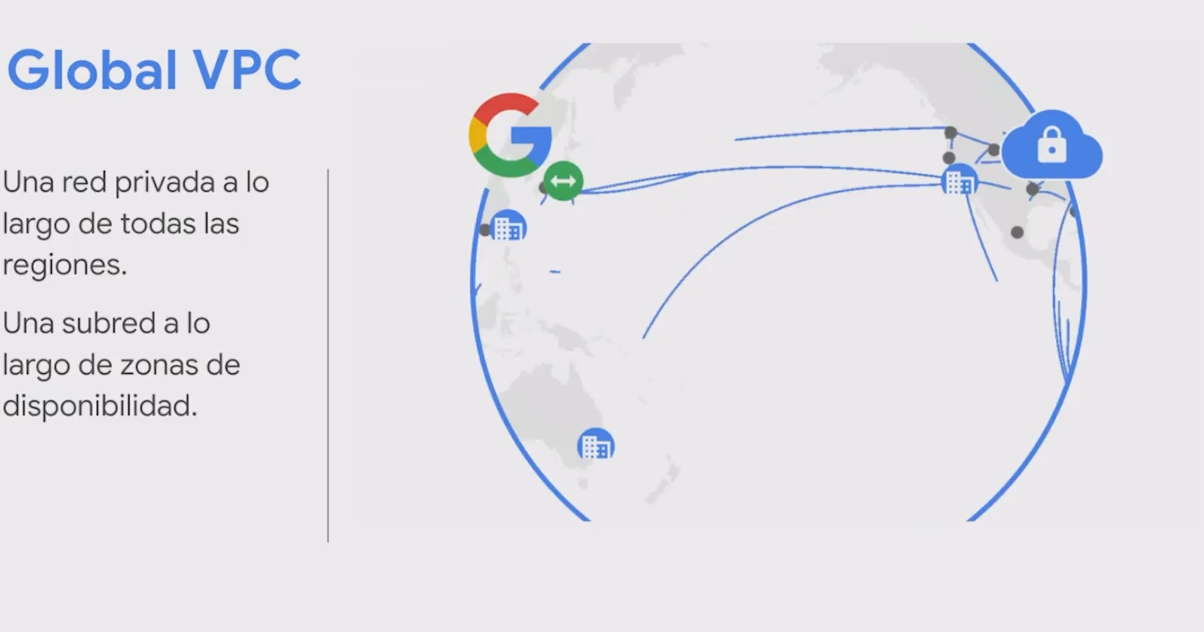 Global VPC
Una red privada a lo
largo de todas las
regiones.
Una subred a lo
largo de zonas de
disponibilidad.